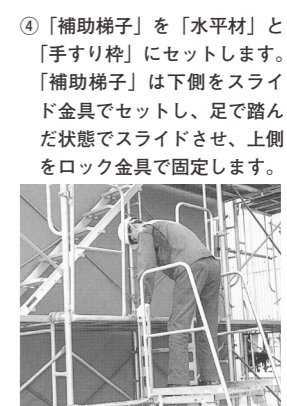 ④「補助梯子」を「水平材」と
「手すり枠」にセットします。
「補助梯子」は下側をスライ
ド金具でセットし、足で踏ん
だ状態でスライドさせ、上側
をロック金具で固定します。